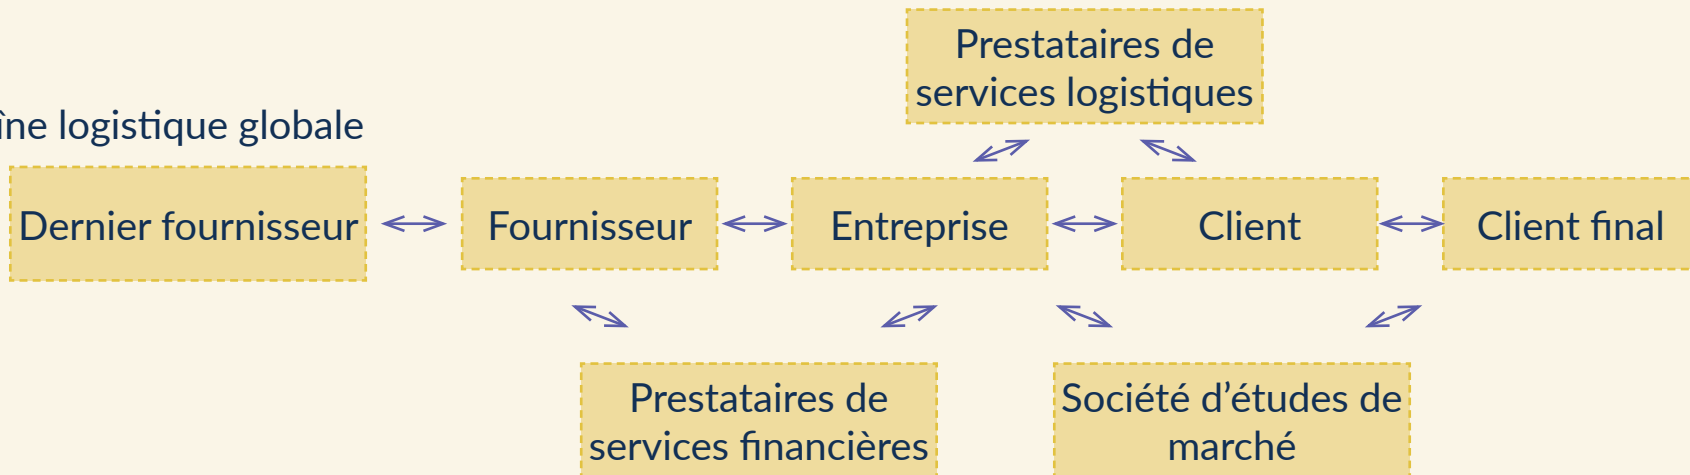 Prestataires de
services logistiques
îne logistique globale
Dernier fournisseur
Fournisseur
Entreprise
Client
Client final
Prestataires de
services financières
Société d’études de
marché